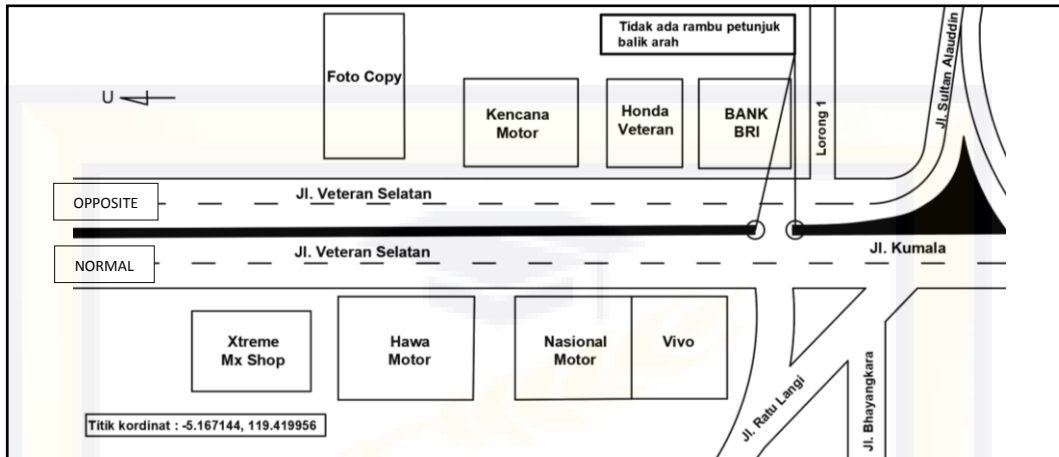 Tidak ada rambu petunjuk
balik arah
Foto Copy
U
Kencana
Motor
Honda
Veteran
BANK
BRI
Lorong 1
Jl. Sultan Alauddin
OPPOSITE
Jl. Veteran Selatan
NORMAL
Jl. Veteran Selatan
Jl. Kumala
Xtreme
Mx Shop
Hawa
Motor
Nasional
Motor
Vivo
Jl. Ratu Langi
Jl. Bhayangkara
Titik kordinat : -5.167144, 119.419956